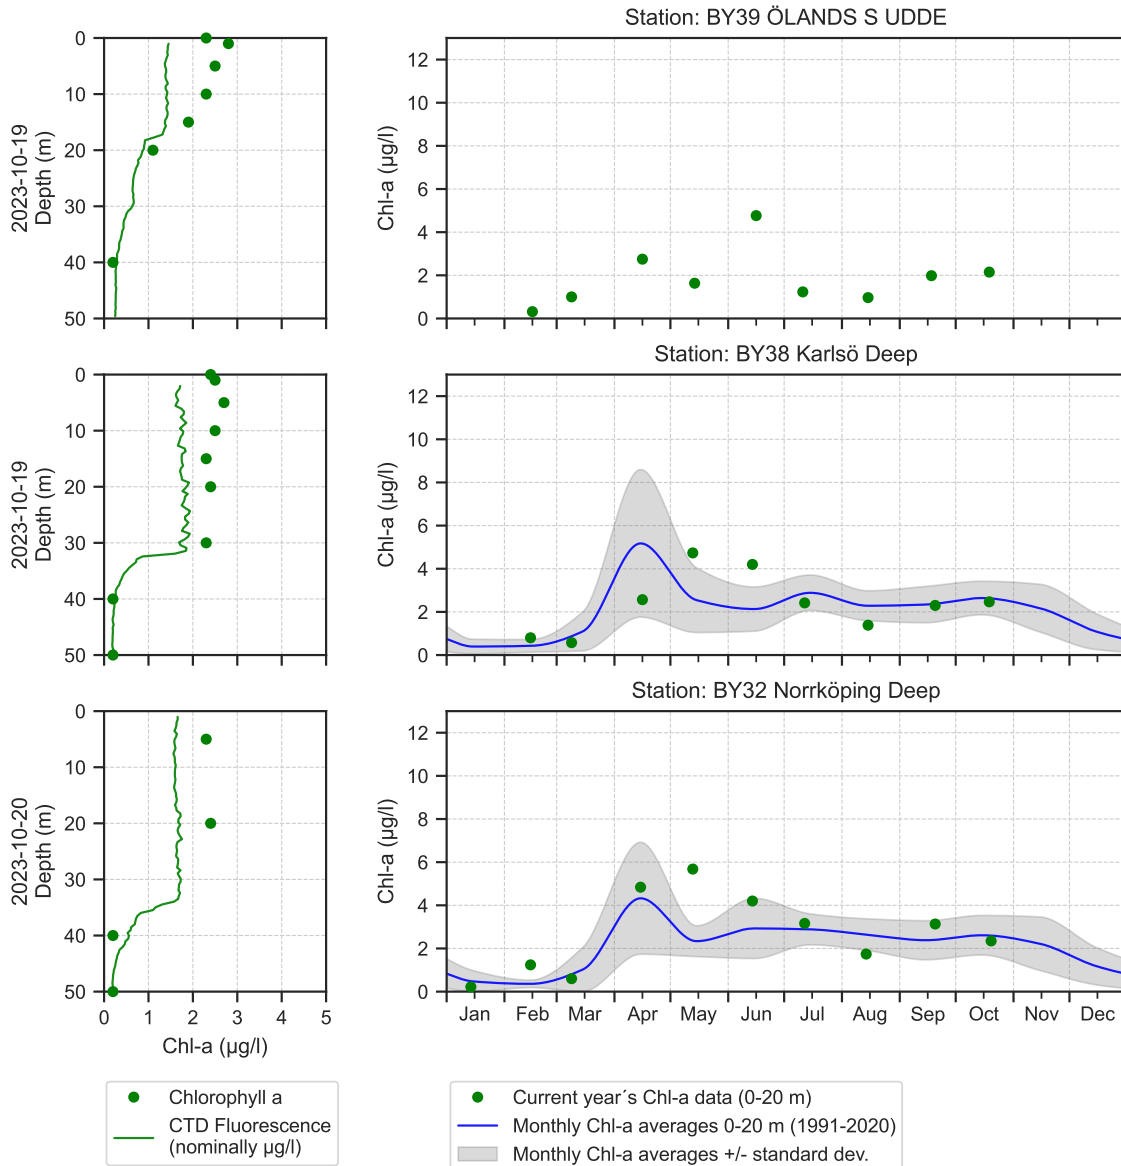 Station: BY39 ÖLANDS S UDDE
0
10
20
30
40
50
2023-10-19
Depth (m)
12
10
8
6
4
2
0
Chl-a (µg/l)
Station: BY38 Karlsö Deep
0
10
20
30
40
50
2023-10-19
Depth (m)
12
10
8
6
4
2
0
Chl-a (µg/l)
Station: BY32 Norrköping Deep
0
10
20
30
40
50
2023-10-20
Depth (m)
0 1 2 3 4 5
Chl-a (µg/l)
12
10
8
6
4
2
0
Chl-a (µg/l)
Jan Feb Mar Apr May Jun Jul Aug Sep Oct Nov Dec
Chlorophyll a
CTD Fluorescence
(nominally µg/l)
Current year´s Chl-a data (0-20 m)
Monthly Chl-a averages 0-20 m (1991-2020)
Monthly Chl-a averages +/- standard dev.